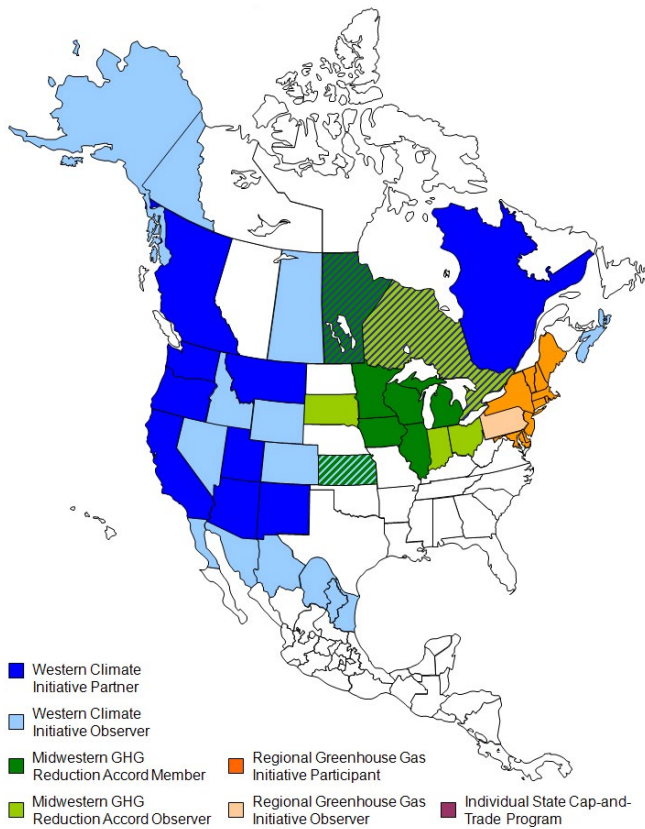 Western Climate
Initiative Partner
Western Climate
Initiative Observer
Midwestern GHG
Reduction Accord Member
Midwestern GHG
Reduction Accord Observer
Regional Greenhouse Gas
Initiative Participant
Regional Greenhouse Gas
Initiative Observer
Individual State Cap-and-
Trade Program